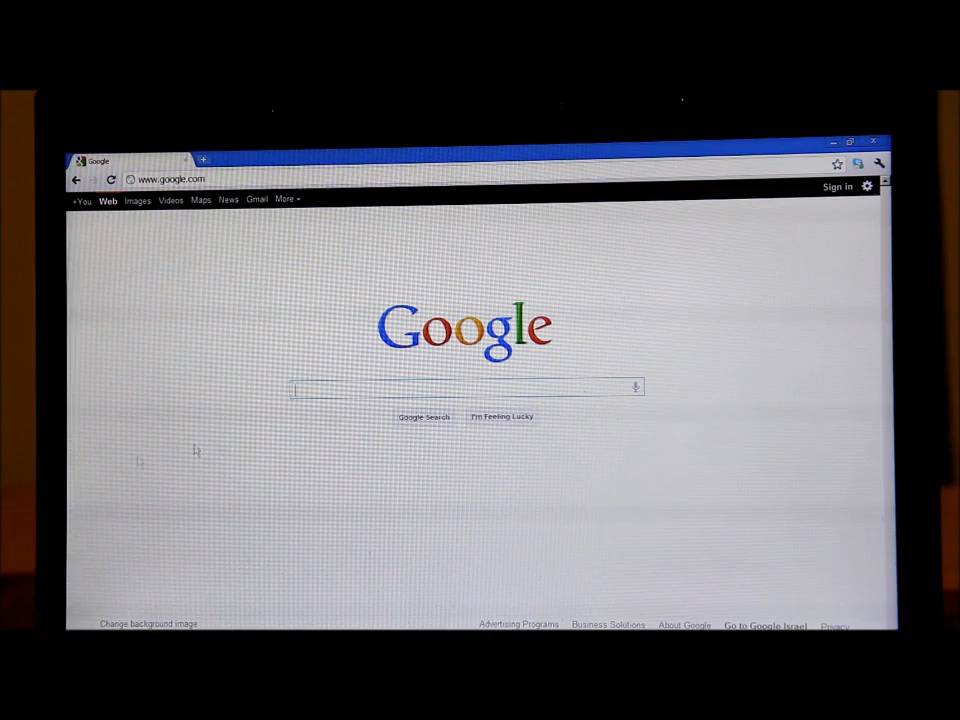 Google
www.google.com
+You Web Images Videos Maps News Gmail More
Sign in
Google
Google Search I'm Feeling Lucky
Change background image Advertising Programs Business Solutions About Google Go to Google Israel Privacy